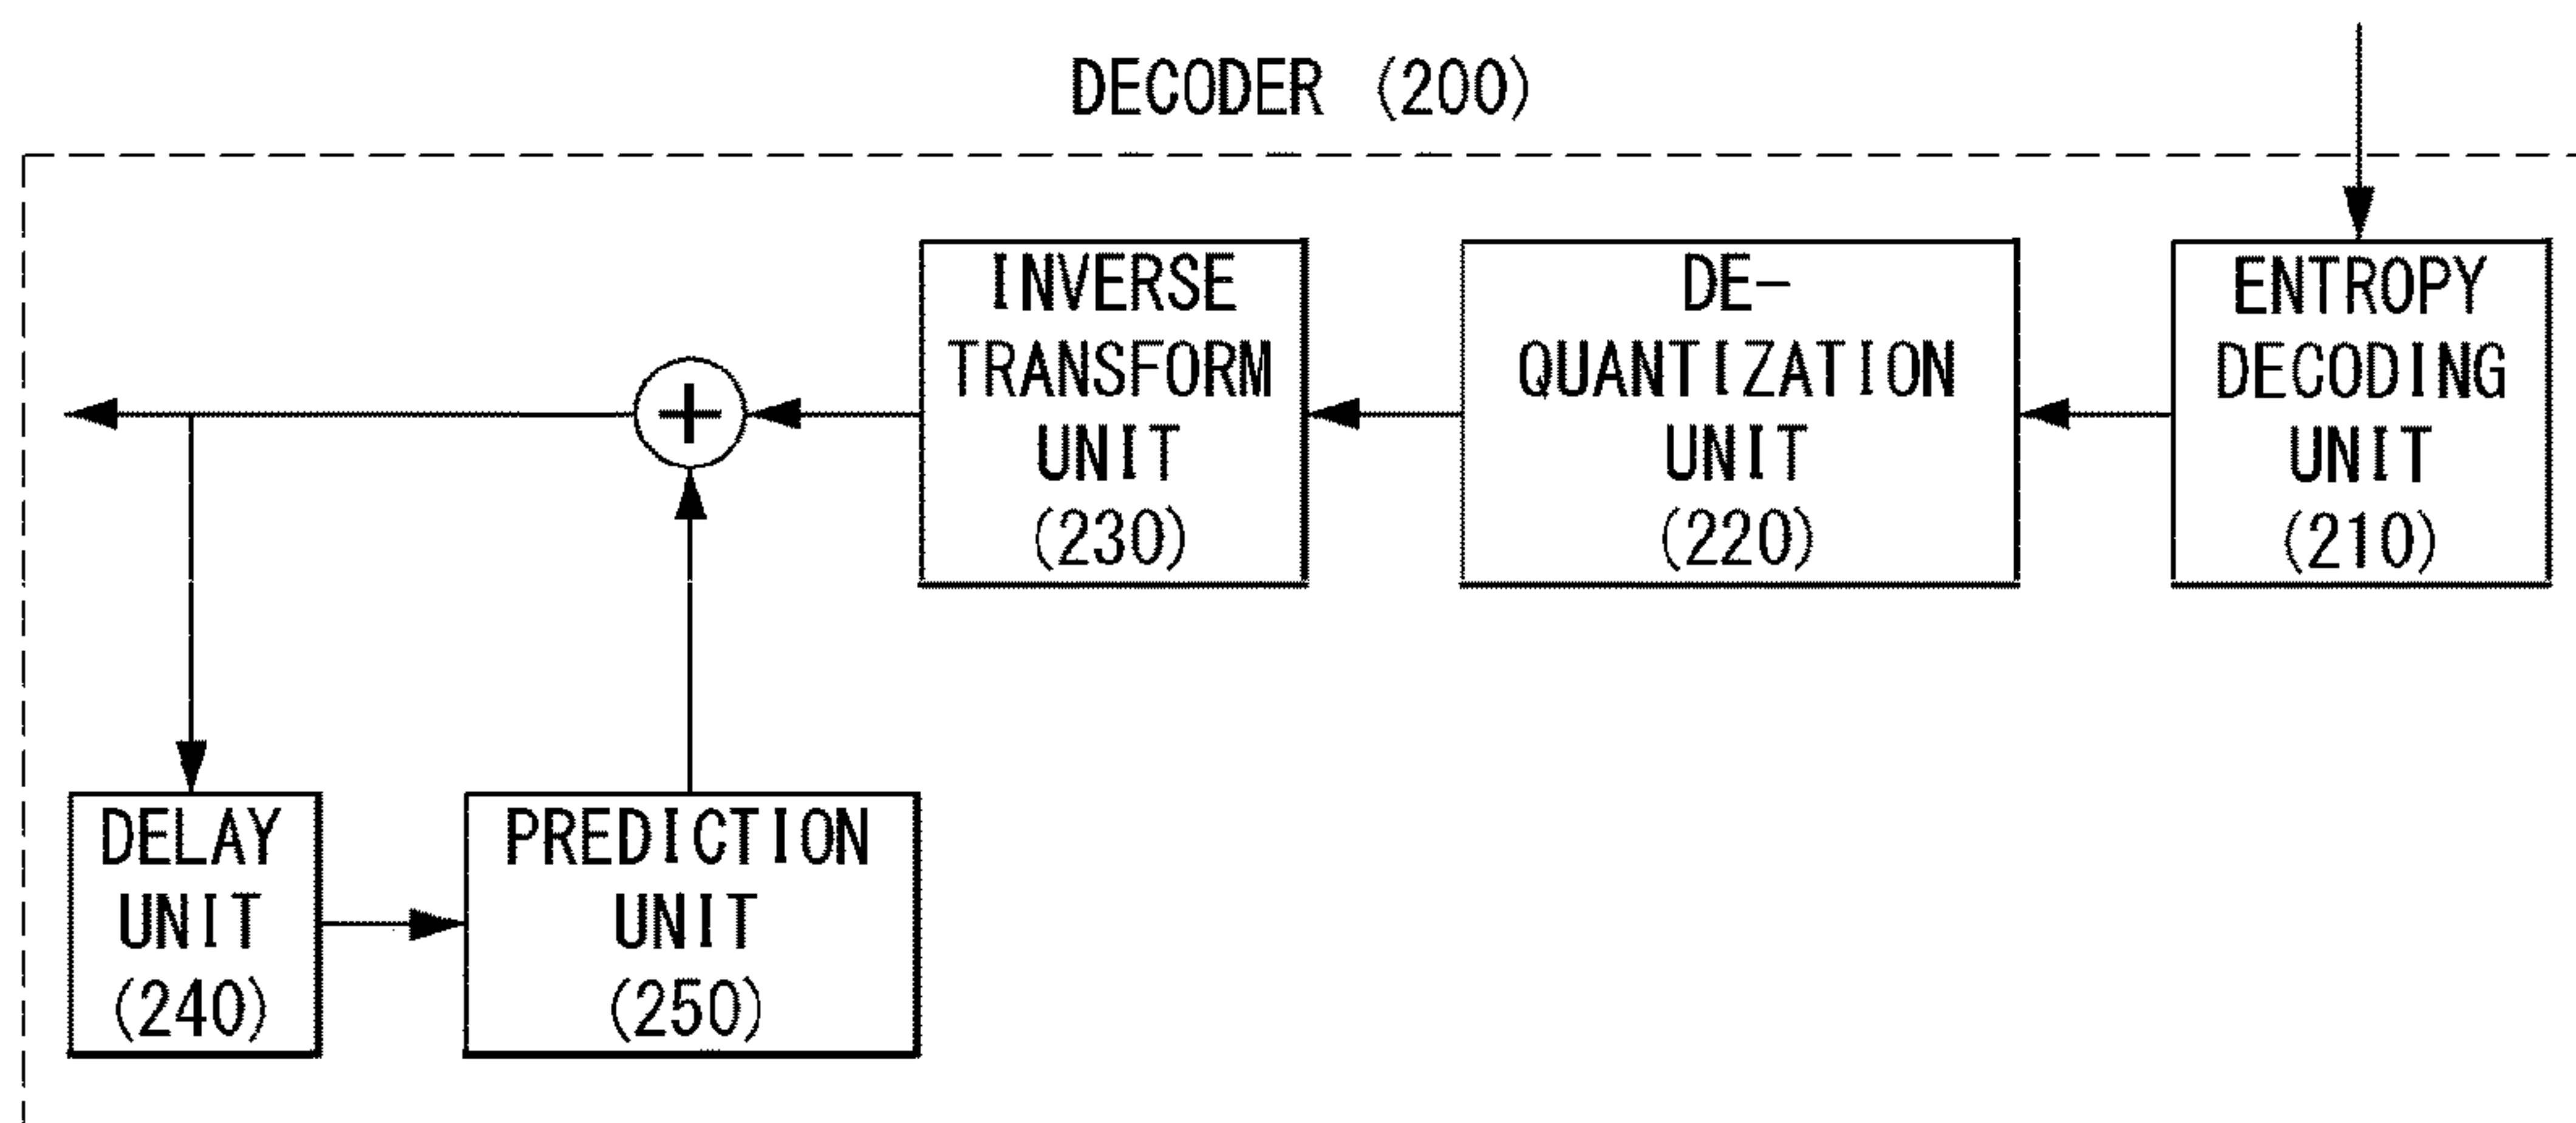 DECODER (200)
INVERSE
TRANSFORM
UNIT
(230)
DE-
QUANTIZATION
UNIT
(220)
ENTROPY
DECODING
UNIT
(210)
+
DELAY
UNIT
(240)
PREDICTION
UNIT
(250)